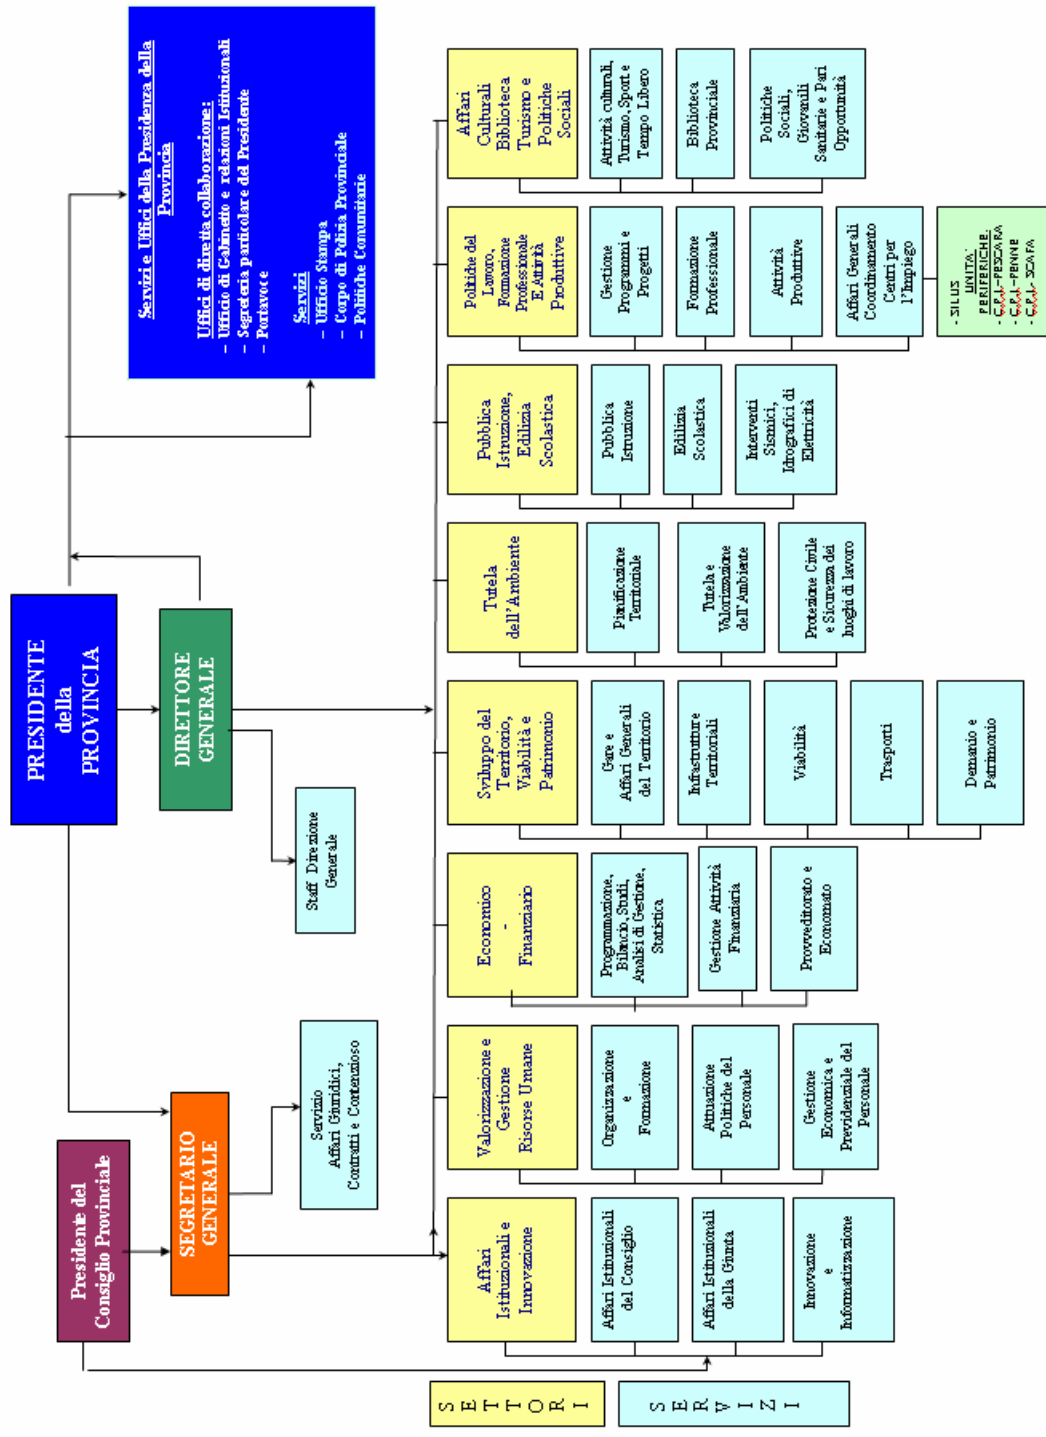 Presidente del
Consiglio Provinciale
PRESIDENTE
della
PROVINCIA
Servizi e Uffici della Presidenza della
Provincia
Uffici di diretta collaborazione:
- Ufficio di Gabinetto e relazioni Istituzionali
- Segreteria particolare del Presidente
- Portavoce
Servizi
- Ufficio Stampa
- Corpo di Polizia Provinciale
- Politiche Comunitarie
SEGRETARIO
GENERALE
DIRETTORE
GENERALE
Servizio
Affari Giuridici,
Contratti e Contenzioso
Staff Direzione
Generale
SETTORI
Affari
Istituzionali e
Innovazione
Valorizzazione e
Gestione
Risorse Umane
Economico
-
Finanziario
Sviluppo del
Territorio,
Viabilità e
Patrimonio
Tutela
dell'Ambiente
Pubblica
Istruzione,
Edilizia
Scolastica
Politiche del
Lavoro,
Formazione
Professionale
E Attività
Produttive
Affari
Culturali
Biblioteca
Turismo e
Politiche
Sociali
SERVIZI
Affari Istituzionali
del Consiglio
Affari Istituzionali
della Giunta
Innovazione
e
Informatizzazione
Organizzazione
e
Formazione
Attuazione
Politiche del
Personale
Gestione
Economica e
Previdenziale del
Personale
Programmazione,
Bilancio, Studi,
Analisi di Gestione,
Statistica
Gestione Attività
Finanziaria
Provveditorato e
Economato
Gare e
Affari Generali
del Territorio
Infrastrutture
Territoriali
Viabilità
Trasporti
Demanio e
Patrimonio
Pianificazione
Territoriale
Tutela e
Valorizzazione
dell'Ambiente
Protezione Civile
e Sicurezza dei
luoghi di lavoro
Pubblica
Istruzione
Edilizia
Scolastica
Interventi
Sismici,
Idrografici di
Elettricità
Gestione
Programmi e
Progetti
Formazione
Professionale
Attività
Produttive
Affari Generali
Coordinamento
Centri per
l'Impiego
- SILUS
UNITA'
PERIFERICHE
- C.P.I.-PESCARA
- C.P.I.-PENNE
- C.P.I.- SCAFA
Attività culturali,
Turismo, Sport e
Tempo Libero
Biblioteca
Provinciale
Politiche
Sociali,
Giovanili
Sanitarie e Pari
Opportunità